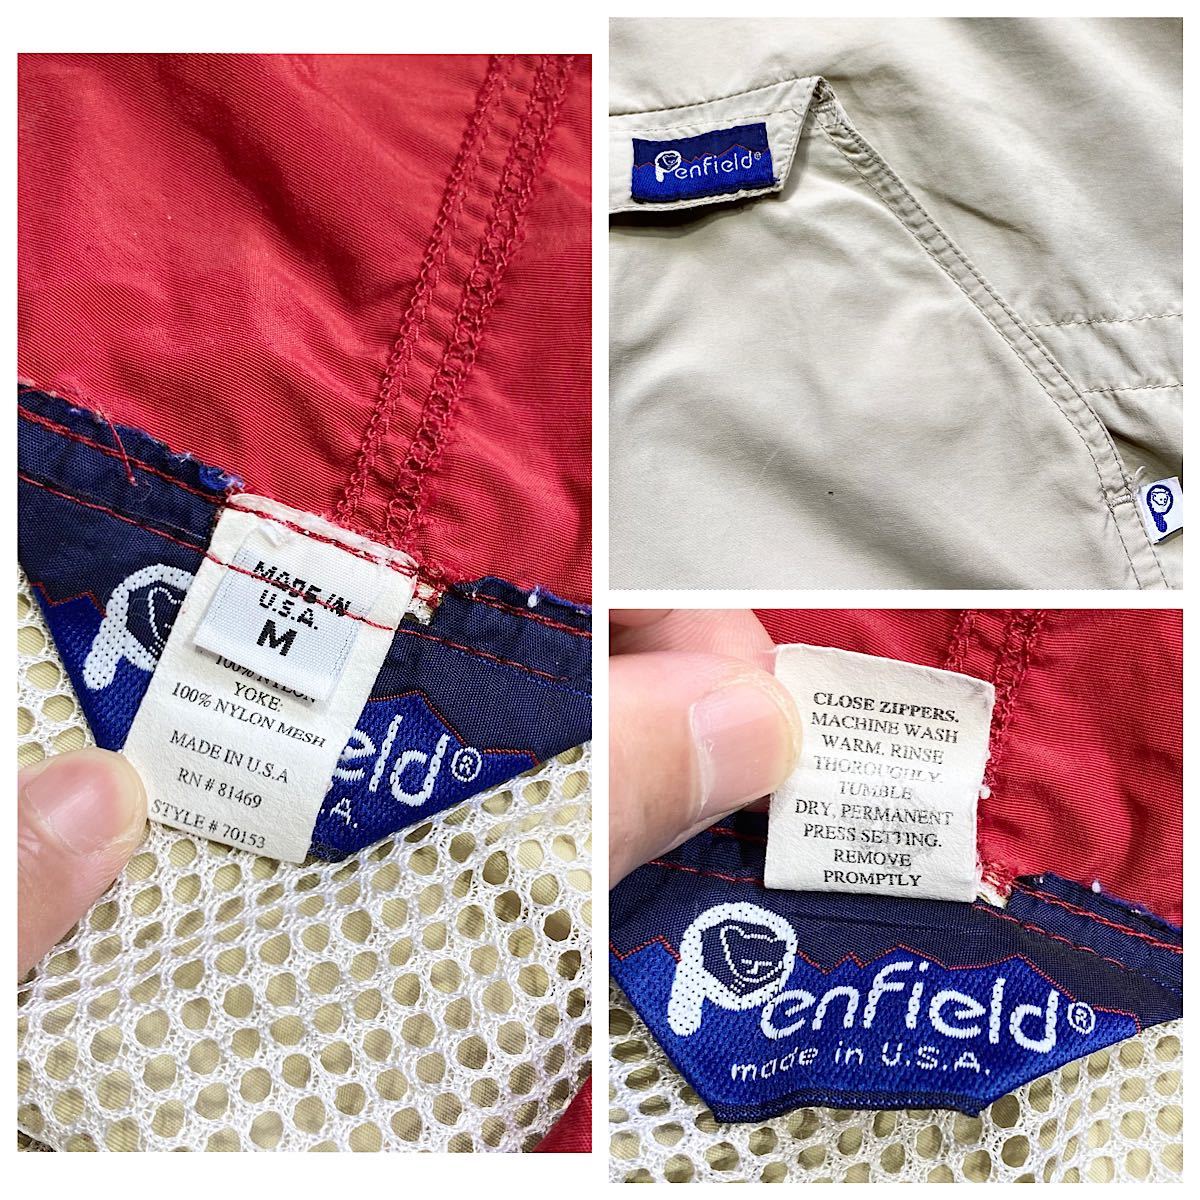 MADE IN
U.S.A.
M
100% NYLON
YOKE:
100% NYLON MESH
MADE IN U.S.A
RN # 81469
STYLE # 70153
P
eld®
.A.
Penfield®
CLOSE ZIPPERS.
MACHINE WASH
WARM. RINSE
THOROUGHLY.
TUMBLE
DRY, PERMANENT
PRESS SETTING.
REMOVE
PROMPTLY
Penfield®
made in U.S.A.